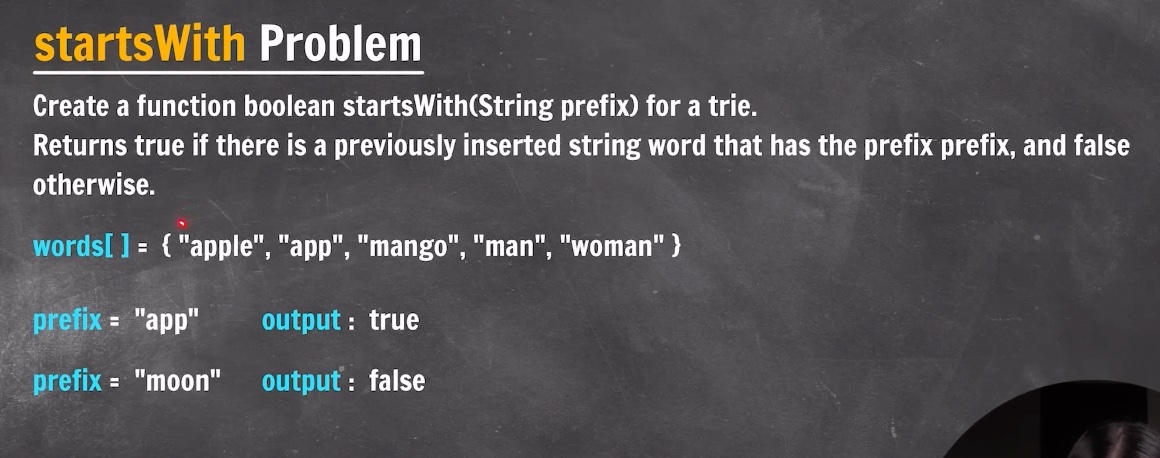 startsWith Problem
Create a function boolean startsWith(String prefix) for a trie.
Returns true if there is a previously inserted string word that has the prefix prefix, and false
otherwise.
words[ ] = { "apple", "app", "mango", "man", "woman" }
prefix = "app" output : true
prefix = "moon" output : false